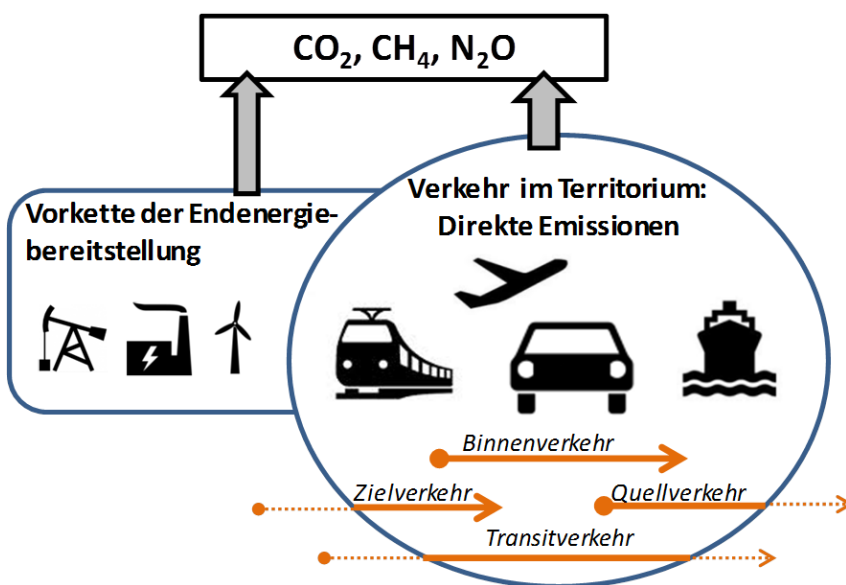 CO₂, CH₄, N₂O
Vorkette der Endenergie-
bereitstellung
Verkehr im Territorium:
Direkte Emissionen
Binnenverkehr
Zielverkehr
Quellverkehr
Transitverkehr